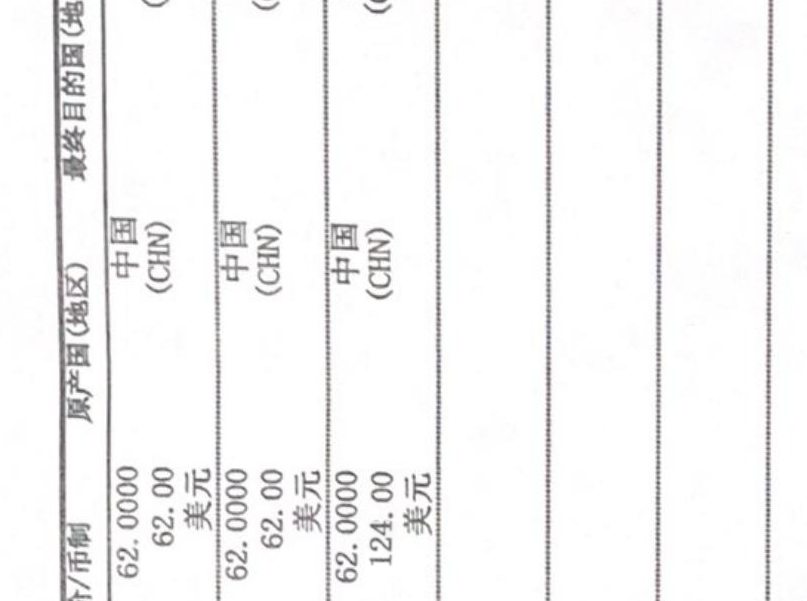 价/币制 原产国(地区) 最终目的国(地
62.0000 中国
62.00 (CHN)
美元
62.0000 中国
62.00 (CHN)
美元
62.0000 中国
124.00 (CHN)
美元